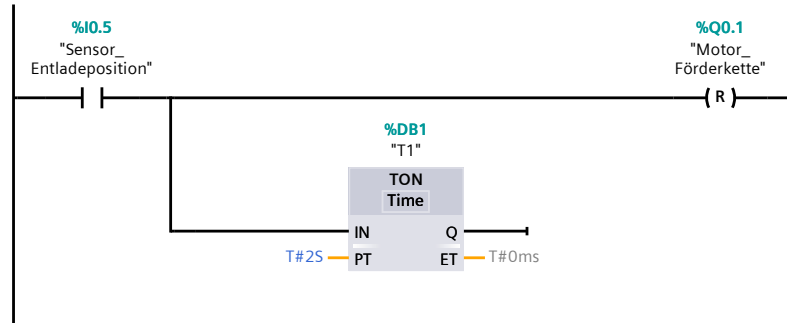 %I0.5
"Sensor_
Entladeposition"
%Q0.1
"Motor_
Förderkette"
R
%DB1
"T1"
TON
Time
IN
Q
T#2S
PT
ET
T#0ms